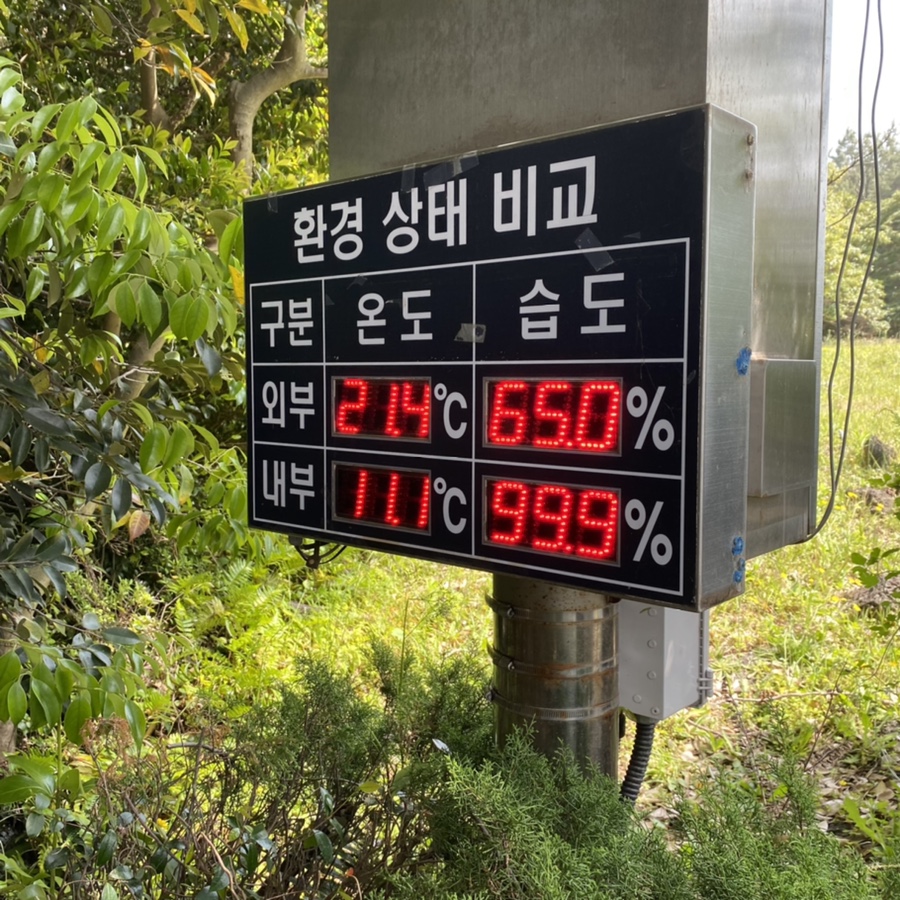 환경 상태 비교
구분 온도 습도
외부 21.4 ℃ 65.0 %
내부 11.1 ℃ 99.9 %